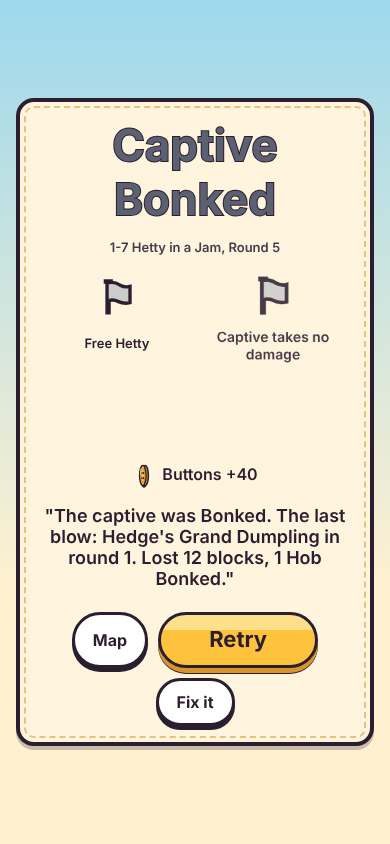 Captive
Bonked
1-7 Hetty in a Jam, Round 5
Free Hetty
Captive takes no
damage
Buttons +40
"The captive was Bonked. The last
blow: Hedge's Grand Dumpling in
round 1. Lost 12 blocks, 1 Hob
Bonked."
Map
Retry
Fix it